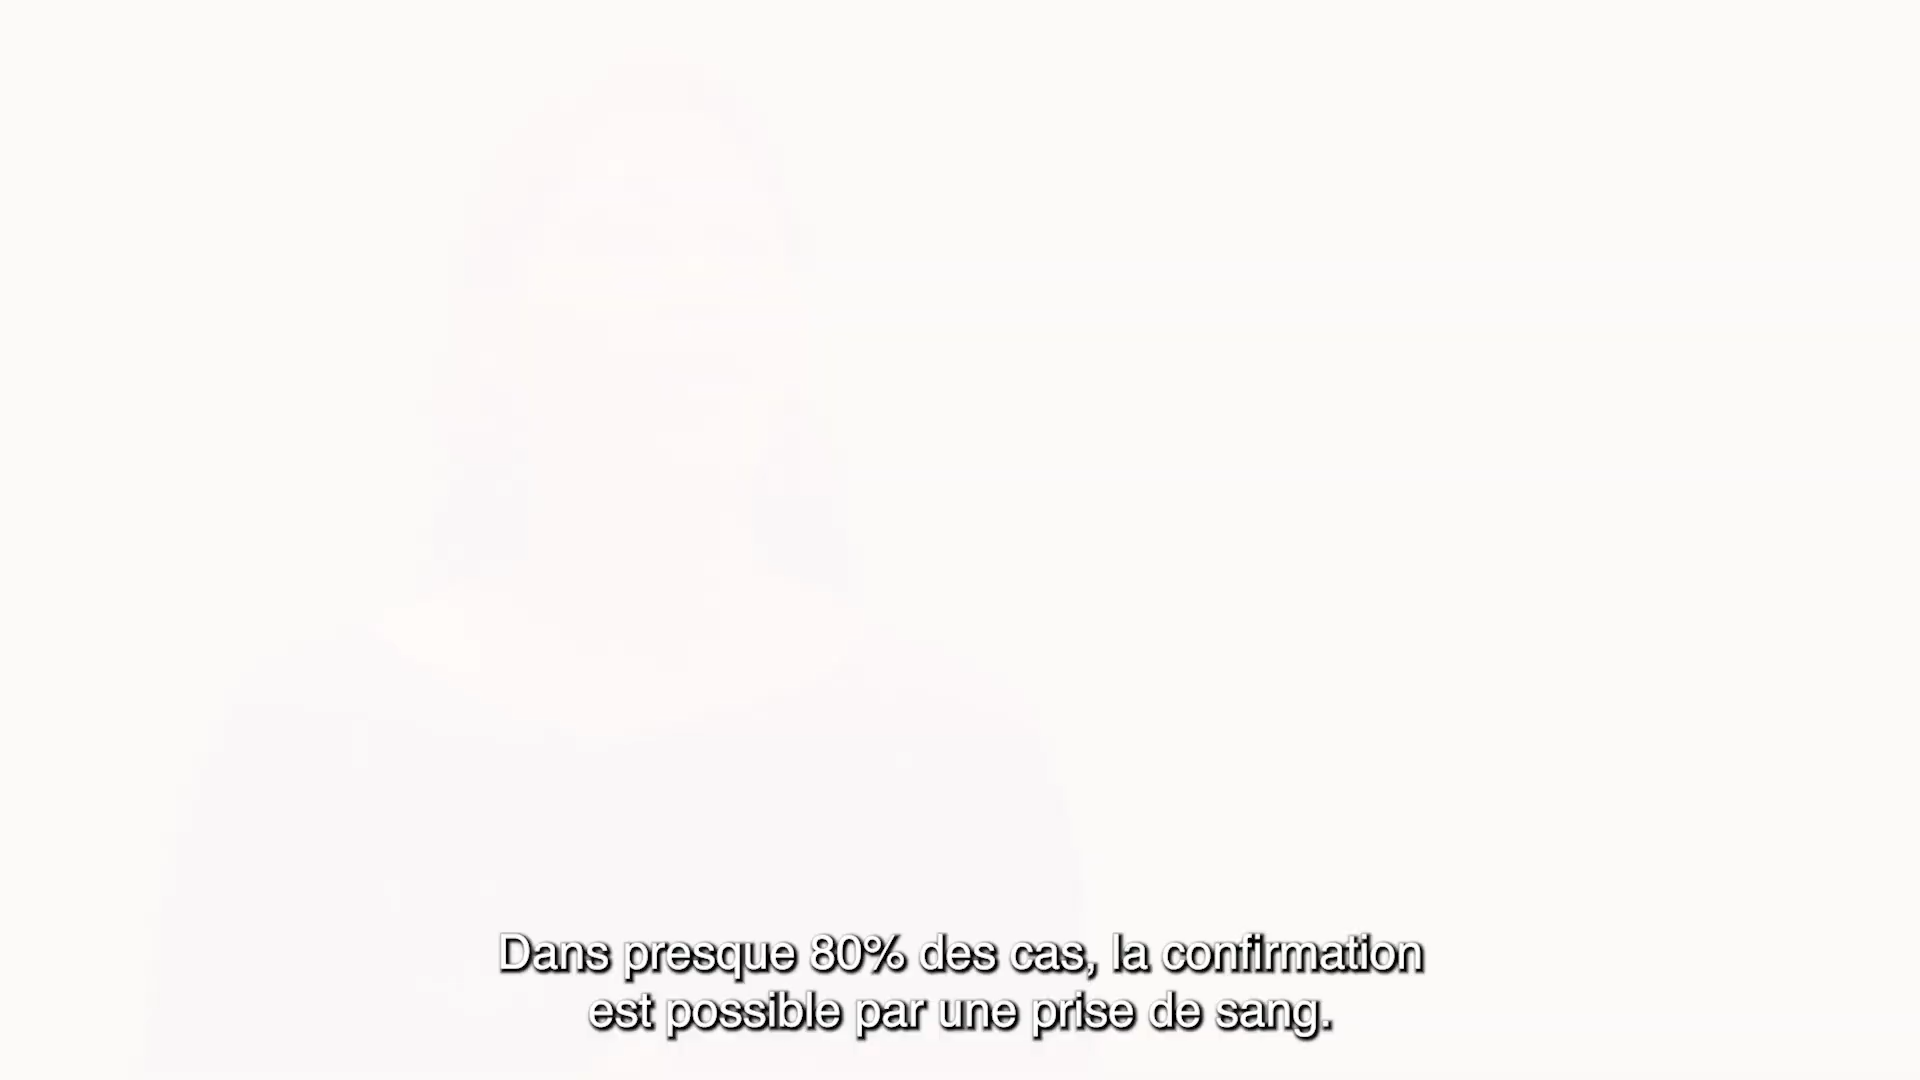 Dans presque 80% des cas, la confirmation
est possible par une prise de sang.